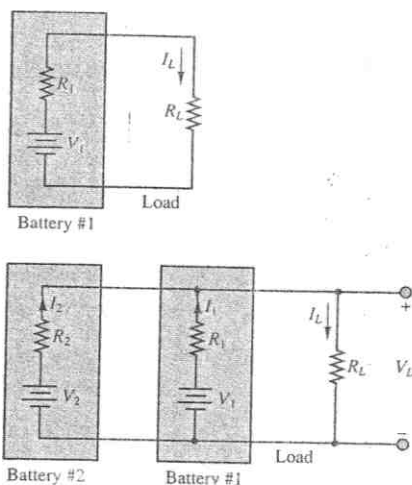 I_L
R_1
R_L
V_1
Load
Battery #1
I_2
I_1
I_L
+
R_2
R_1
R_L
V_L
V_2
V_1
–
Load
Battery #2
Battery #1